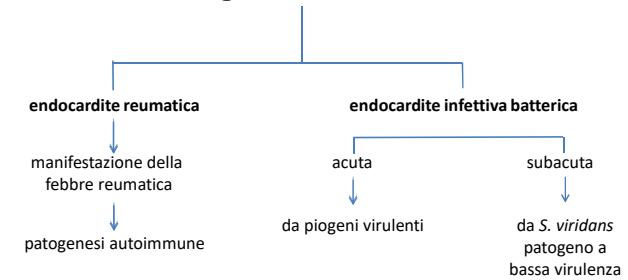 endocardite reumatica
endocardite infettiva batterica
manifestazione della
febbre reumatica
patogenesi autoimmune
acuta
subacuta
da piogeni virulenti
da S. viridans
patogeno a
bassa virulenza